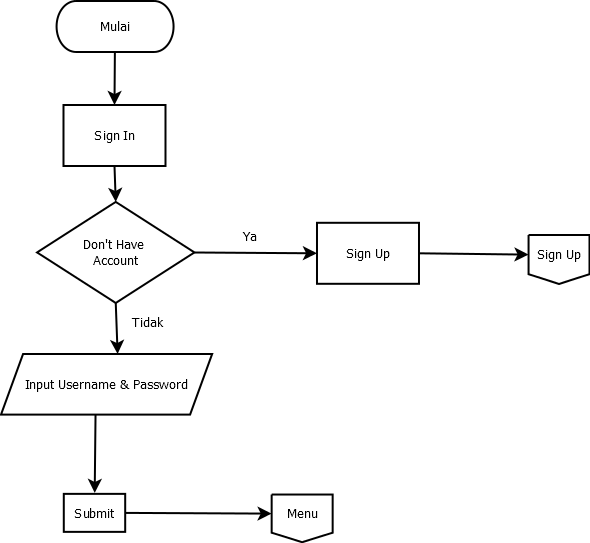 Mulai
Sign In
Don't Have
Account
Ya
Sign Up
Sign Up
Tidak
Input Username & Password
Submit
Menu